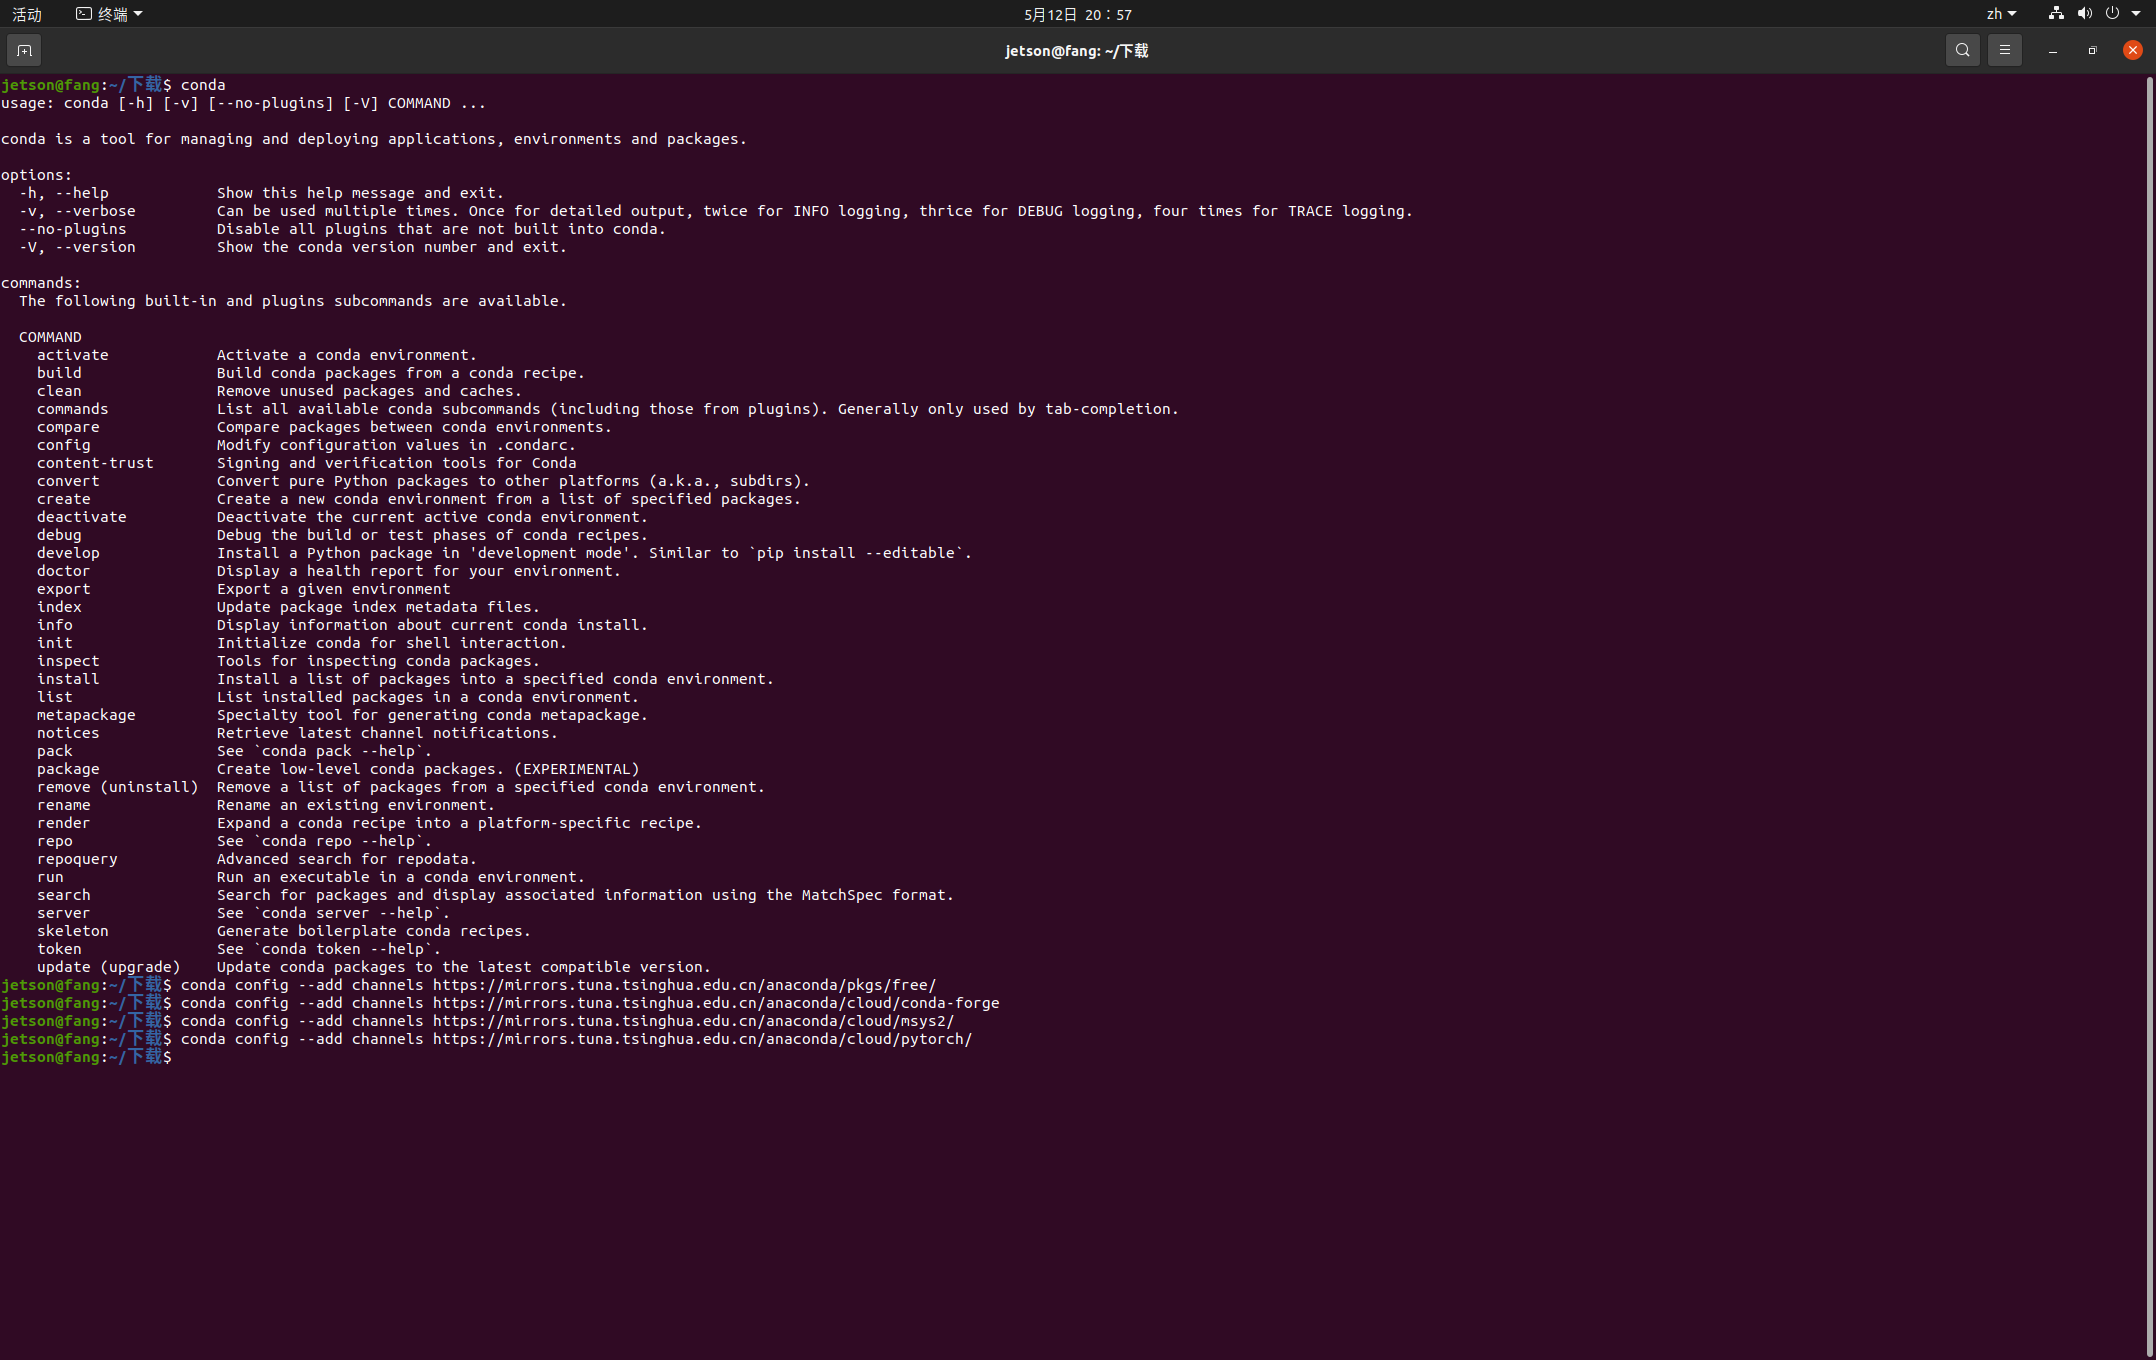 活动 终端 5月12日 20：57 zh
jetson@fang: ~/下载
jetson@fang:~/下载$ conda
usage: conda [-h] [-v] [--no-plugins] [-V] COMMAND ...
conda is a tool for managing and deploying applications, environments and packages.
options:
  -h, --help            Show this help message and exit.
  -v, --verbose         Can be used multiple times. Once for detailed output, twice for INFO logging, thrice for DEBUG logging, four times for TRACE logging.
  --no-plugins          Disable all plugins that are not built into conda.
  -V, --version         Show the conda version number and exit.
commands:
  The following built-in and plugins subcommands are available.
  COMMAND
    activate            Activate a conda environment.
    build               Build conda packages from a conda recipe.
    clean               Remove unused packages and caches.
    commands            List all available conda subcommands (including those from plugins). Generally only used by tab-completion.
    compare             Compare packages between conda environments.
    config              Modify configuration values in .condarc.
    content-trust       Signing and verification tools for Conda
    convert             Convert pure Python packages to other platforms (a.k.a., subdirs).
    create              Create a new conda environment from a list of specified packages.
    deactivate          Deactivate the current active conda environment.
    debug               Debug the build or test phases of conda recipes.
    develop             Install a Python package in 'development mode'. Similar to `pip install --editable`.
    doctor              Display a health report for your environment.
    export              Export a given environment
    index               Update package index metadata files.
    info                Display information about current conda install.
    init                Initialize conda for shell interaction.
    inspect             Tools for inspecting conda packages.
    install             Install a list of packages into a specified conda environment.
    list                List installed packages in a conda environment.
    metapackage         Specialty tool for generating conda metapackage.
    notices             Retrieve latest channel notifications.
    pack                See `conda pack --help`.
    package             Create low-level conda packages. (EXPERIMENTAL)
    remove (uninstall)  Remove a list of packages from a specified conda environment.
    rename              Rename an existing environment.
    render              Expand a conda recipe into a platform-specific recipe.
    repo                See `conda repo --help`.
    repoquery           Advanced search for repodata.
    run                 Run an executable in a conda environment.
    search              Search for packages and display associated information using the MatchSpec format.
    server              See `conda server --help`.
    skeleton            Generate boilerplate conda recipes.
    token               See `conda token --help`.
    update (upgrade)    Update conda packages to the latest compatible version.
jetson@fang:~/下载$ conda config --add channels https://mirrors.tuna.tsinghua.edu.cn/anaconda/pkgs/free/
jetson@fang:~/下载$ conda config --add channels https://mirrors.tuna.tsinghua.edu.cn/anaconda/cloud/conda-forge
jetson@fang:~/下载$ conda config --add channels https://mirrors.tuna.tsinghua.edu.cn/anaconda/cloud/msys2/
jetson@fang:~/下载$ conda config --add channels https://mirrors.tuna.tsinghua.edu.cn/anaconda/cloud/pytorch/
jetson@fang:~/下载$